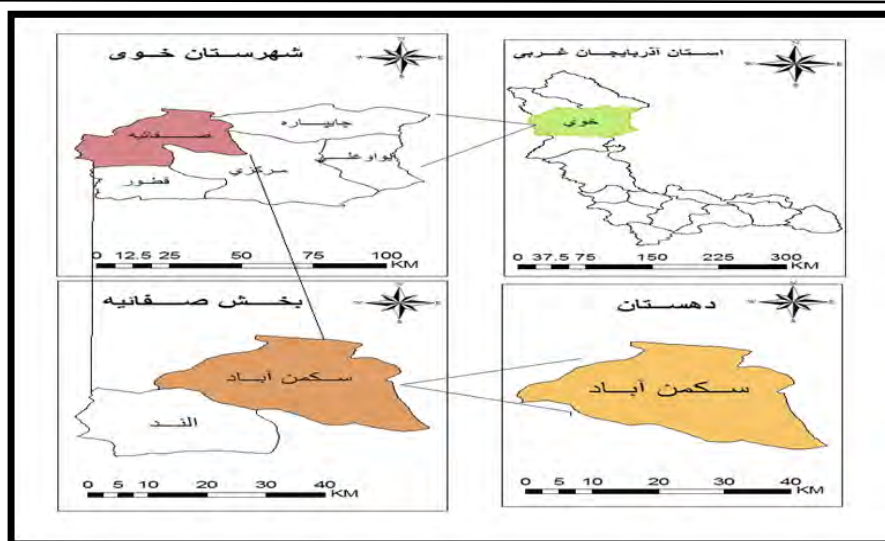 استان آذربایجان غربی
خوی
0 37.5 75 150 225 300
KM
شهرستان خوی
چایپاره
صفائیه
ایواوغلی
مرکزی
قطور
0 12.5 25 50 75 100
KM
بخش صفائیه
سکمن آباد
الند
0 5 10 20 30 40
KM
دهستان
سکمن آباد
0 5 10 20 30 40
KM